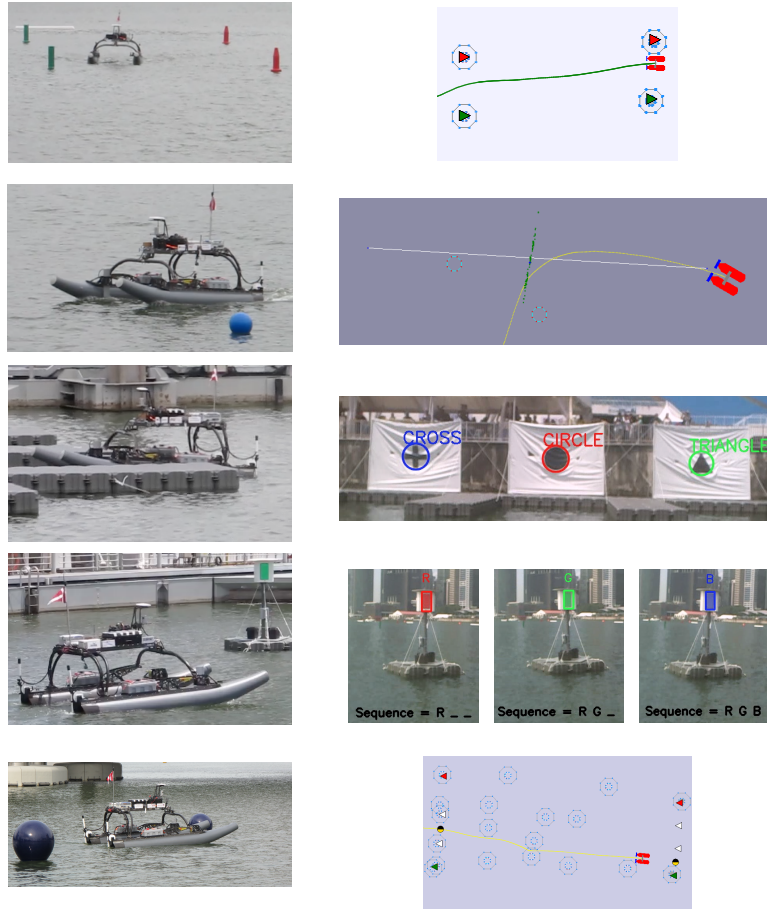 CROSS
CIRCLE
TRIANGLE
R
G
B
Sequence = R _ _
Sequence = R G _
Sequence = R G B